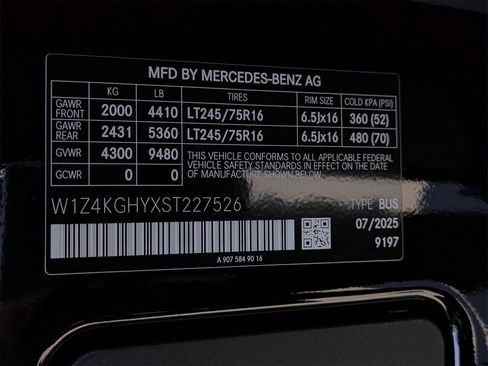 MFD BY MERCEDES-BENZ AG
KG LB TIRES RIM SIZE COLD KPA (PSI)
GAWR FRONT 2000 4410 LT245/75R16 6.5Jx16 360 (52)
GAWR REAR 2431 5360 LT245/75R16 6.5Jx16 480 (70)
GVWR 4300 9480
GCWR 0 0
THIS VEHICLE CONFORMS TO ALL APPLICABLE FEDERAL
VEHICLE SAFETY STANDARDS IN EFFECT ON THE DATE
OF MANUFACTURE SHOWN BELOW.
W1Z4KGHYXST227526 TYPE BUS
07/2025
9197
A 907 584 90 16